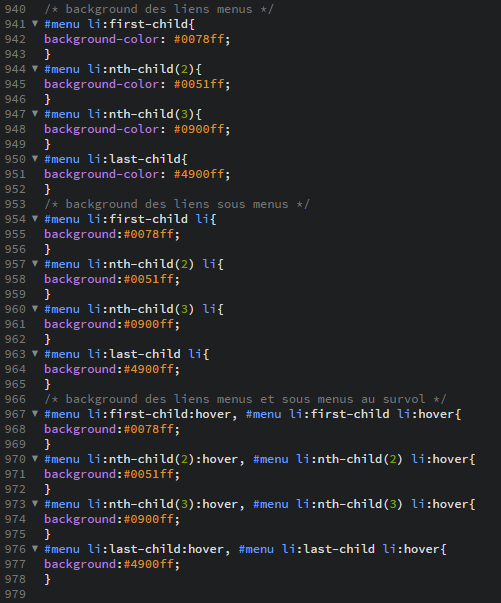 940 /* background des liens menus */
941 ▼ #menu li:first-child{
942 background-color: #0078ff;
943 }
944 ▼ #menu li:nth-child(2){
945 background-color: #0051ff;
946 }
947 ▼ #menu li:nth-child(3){
948 background-color: #0900ff;
949 }
950 ▼ #menu li:last-child{
951 background-color: #4900ff;
952 }
953 /* background des liens sous menus */
954 ▼ #menu li:first-child li{
955 background:#0078ff;
956 }
957 ▼ #menu li:nth-child(2) li{
958 background:#0051ff;
959 }
960 ▼ #menu li:nth-child(3) li{
961 background:#0900ff;
962 }
963 ▼ #menu li:last-child li{
964 background:#4900ff;
965 }
966 /* background des liens menus et sous menus au survol */
967 ▼ #menu li:first-child:hover, #menu li:first-child li:hover{
968 background:#0078ff;
969 }
970 ▼ #menu li:nth-child(2):hover, #menu li:nth-child(2) li:hover{
971 background:#0051ff;
972 }
973 ▼ #menu li:nth-child(3):hover, #menu li:nth-child(3) li:hover{
974 background:#0900ff;
975 }
976 ▼ #menu li:last-child:hover, #menu li:last-child li:hover{
977 background:#4900ff;
978 }
979